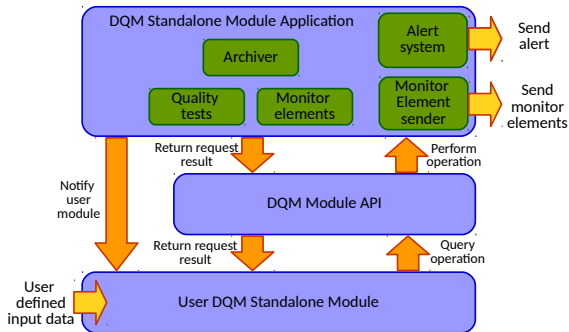 DQM Standalone Module Application
Alert
system
Send
alert
Archiver
Quality
tests
Monitor
elements
Monitor
Element
sender
Send
monitor
elements
Return request
result
Perform
operation
Notify
user
module
DQM Module API
Return request
result
Query
operation
User
defined
input data
User DQM Standalone Module